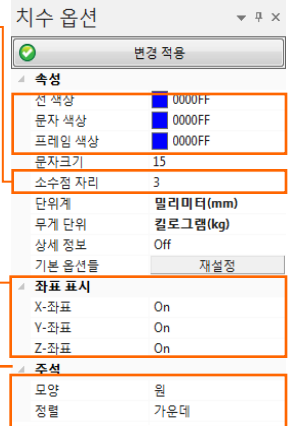 치수 옵션
변경 적용
속성
선 색상 0000FF
문자 색상 0000FF
프레임 색상 0000FF
문자크기 15
소수점 자리 3
단위계 밀리미터(mm)
무게 단위 킬로그램(kg)
상세 정보 Off
기본 옵션들 재설정
좌표 표시
X-좌표 On
Y-좌표 On
Z-좌표 On
주석
모양 원
정렬 가운데